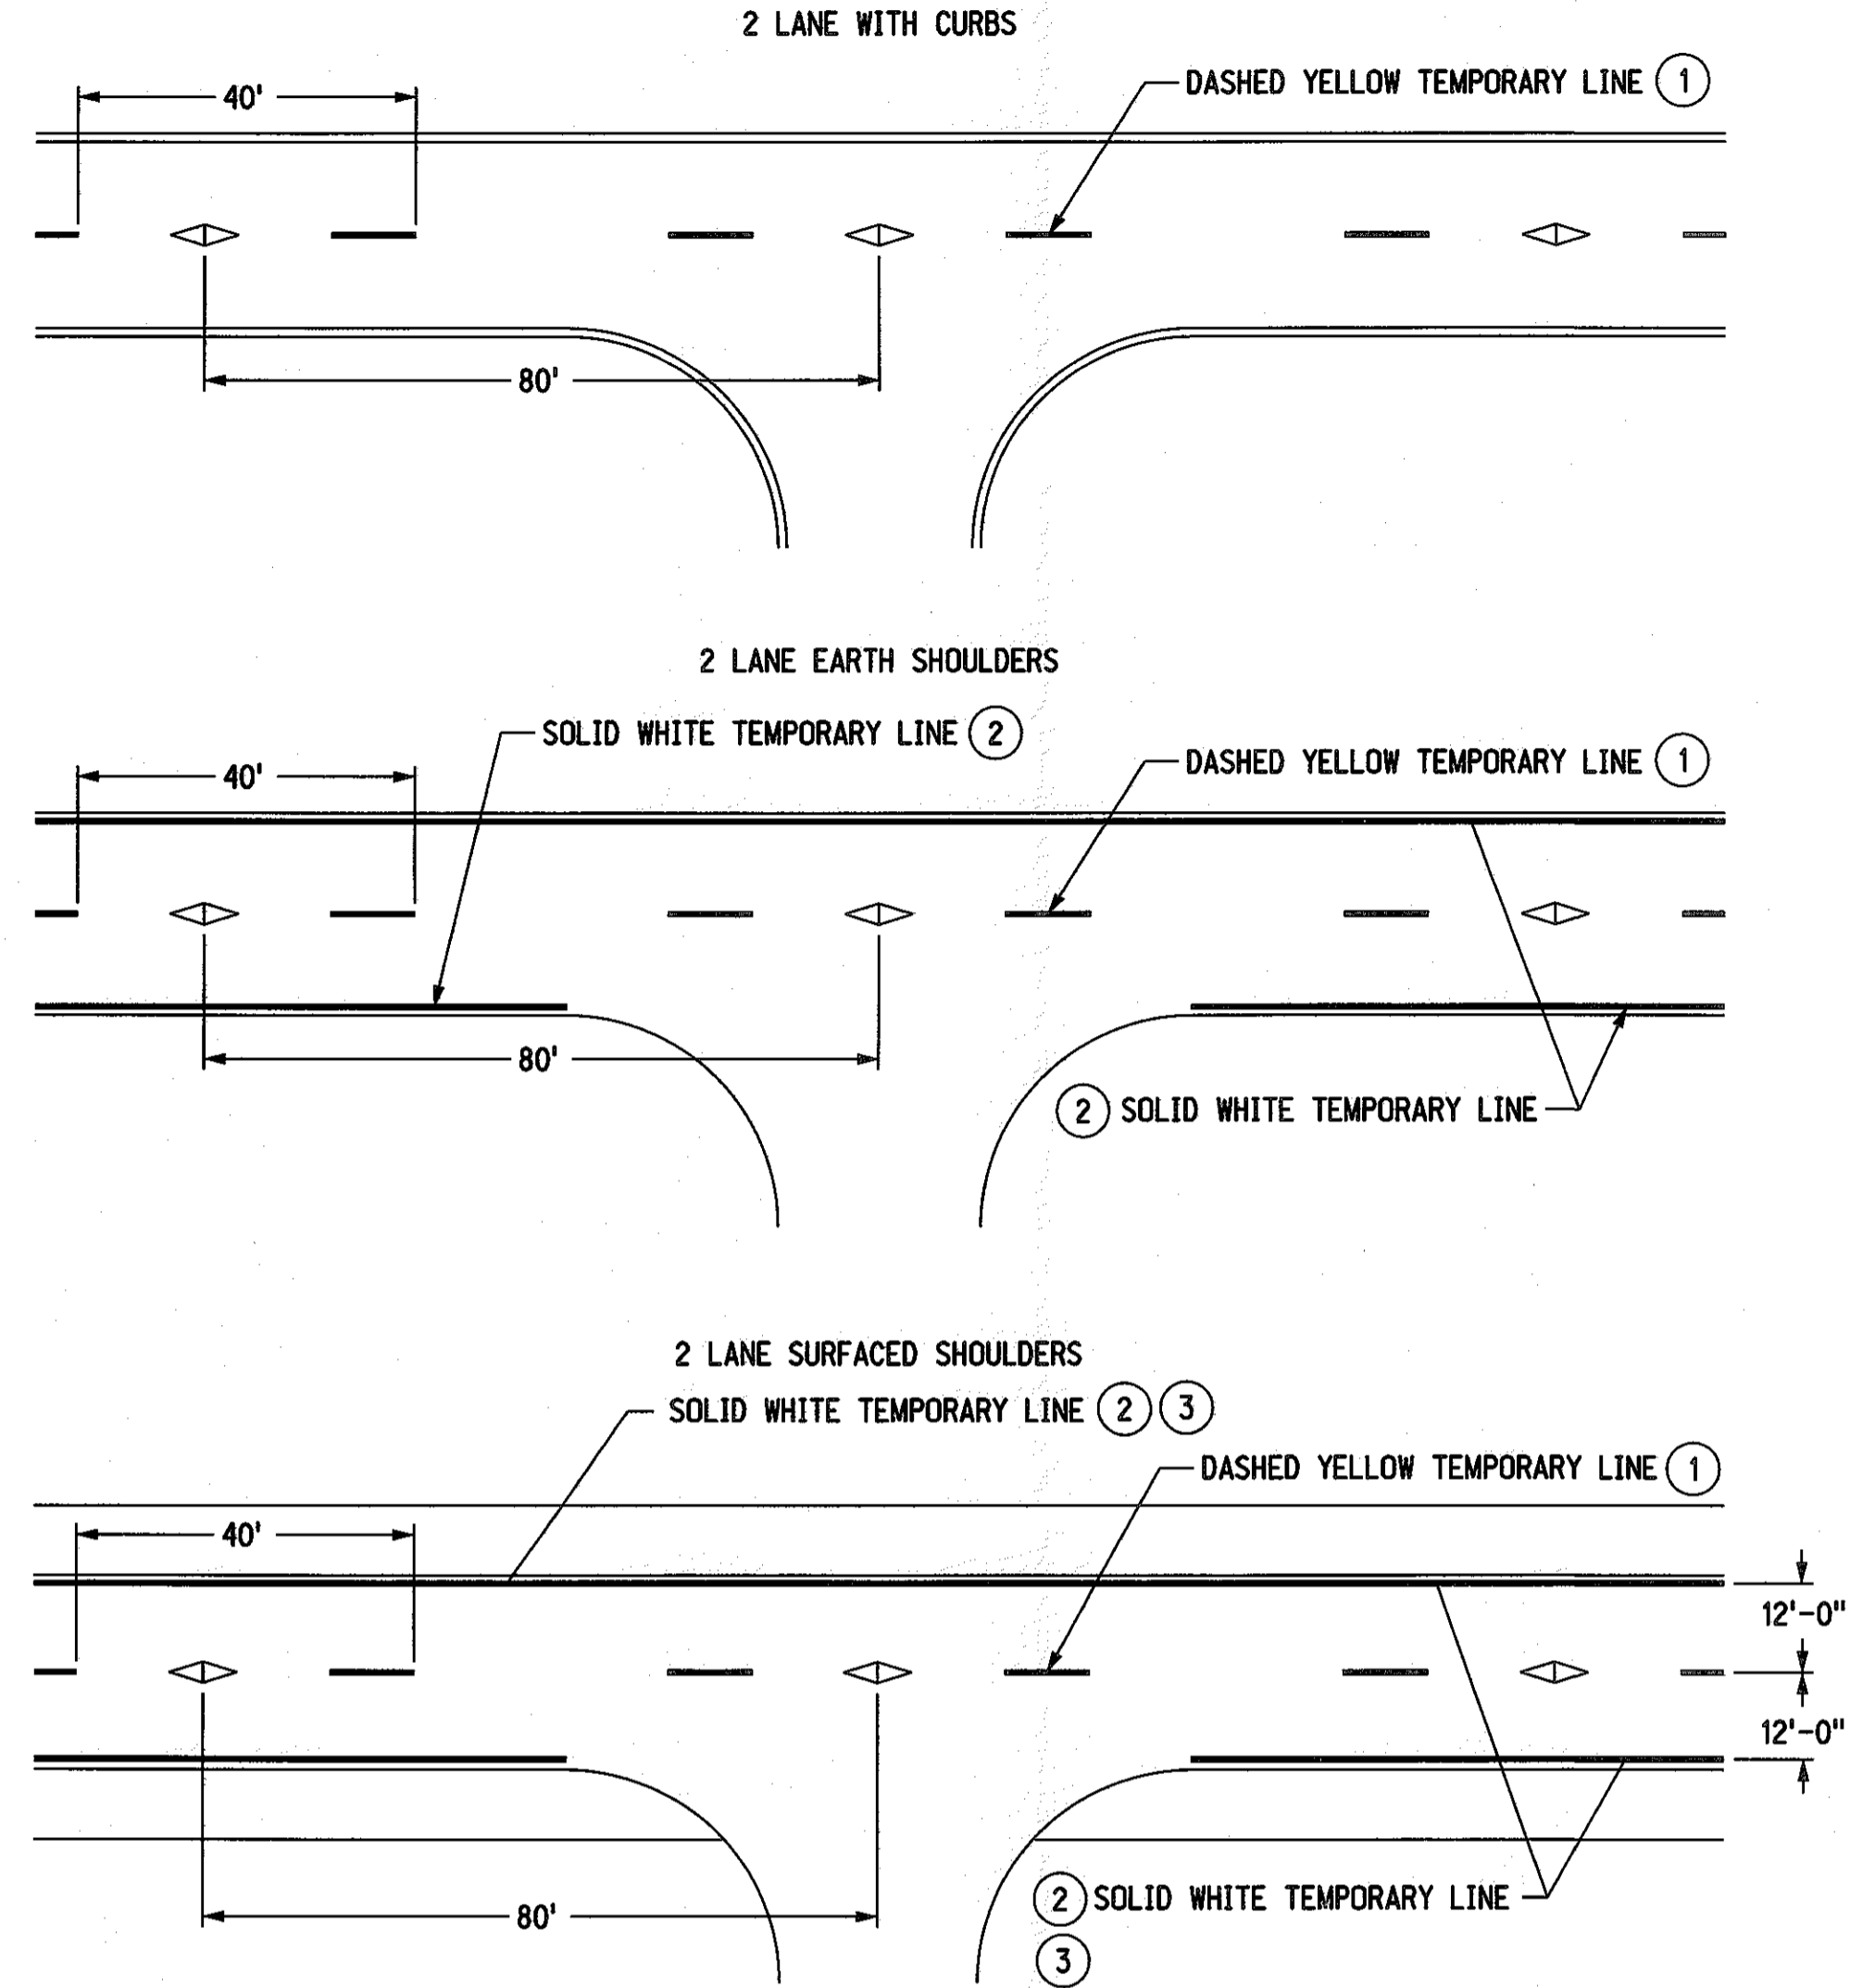 2 LANE WITH CURBS
DASHED YELLOW TEMPORARY LINE 1
40'
80'
2 LANE EARTH SHOULDERS
SOLID WHITE TEMPORARY LINE 2
DASHED YELLOW TEMPORARY LINE 1
40'
80'
2 SOLID WHITE TEMPORARY LINE
2 LANE SURFACED SHOULDERS
SOLID WHITE TEMPORARY LINE 2 3
DASHED YELLOW TEMPORARY LINE 1
40'
12'-0"
12'-0"
2 SOLID WHITE TEMPORARY LINE
80'
3